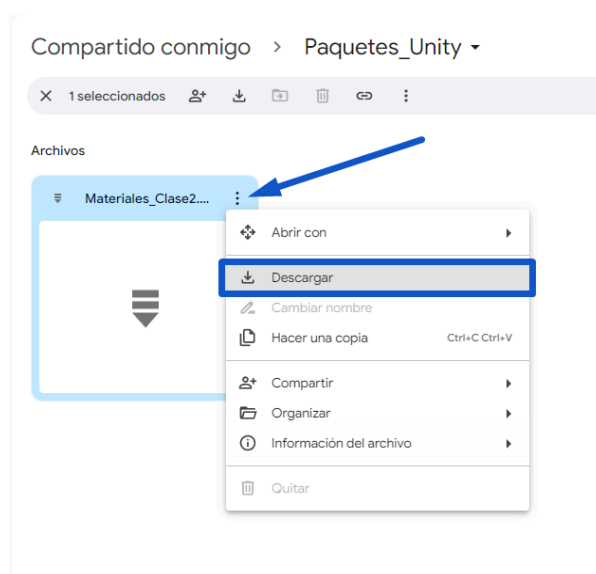 Compartido conmigo > Paquetes_Unity
1 seleccionados
Archivos
Materiales_Clase2....
Abrir con
Descargar
Cambiar nombre
Hacer una copia Ctrl+C Ctrl+V
Compartir
Organizar
Información del archivo
Quitar